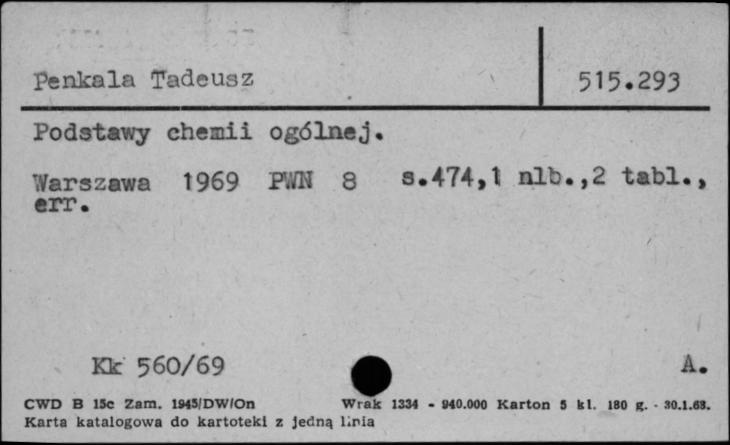 Penkala Tadeusz 515.293
Podstawy chemii ogólnej.
Warszawa 1969 PWN 8 s.474,1 nlb.,2 tabl.,
err.
Kk 560/69 A.
CWD B 15c Zam. 1945/DW/On Wrak 1334 - 940.000 Karton 5 kl. 180 g. - 30.1.68.
Karta katalogowa do kartoteki z jedną linia